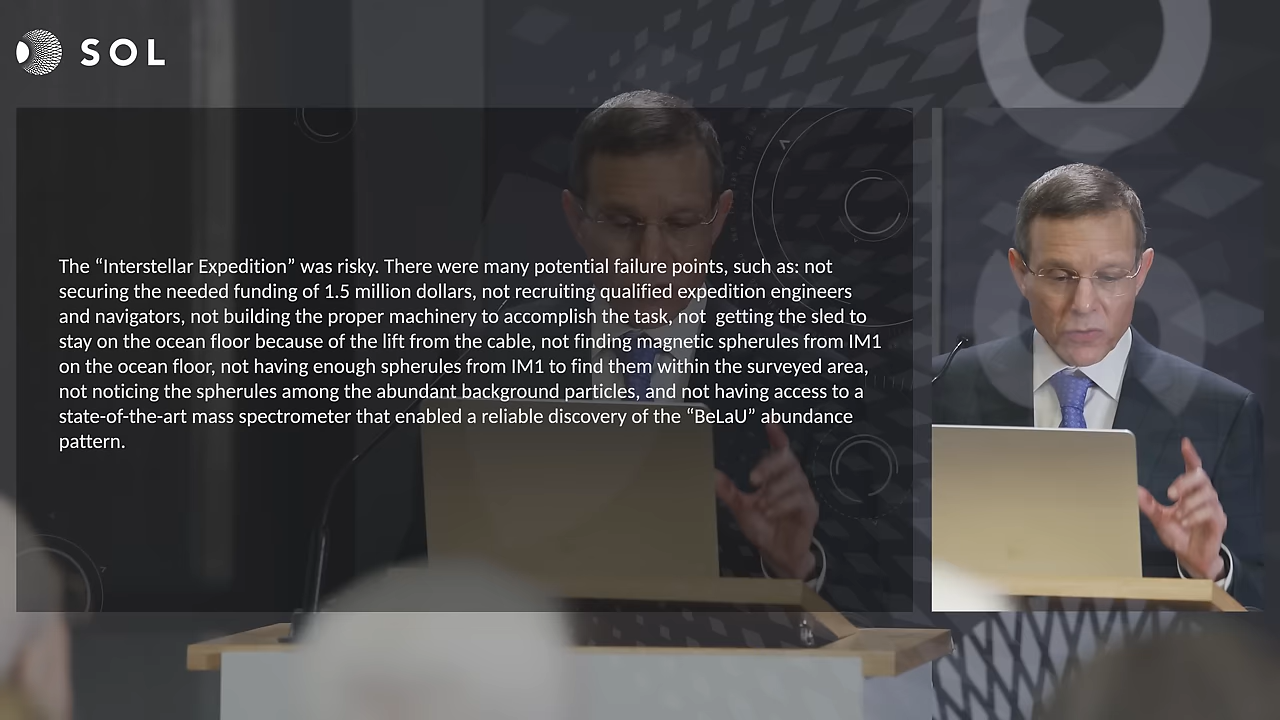 SOL
The “Interstellar Expedition” was risky. There were many potential failure points, such as: not
securing the needed funding of 1.5 million dollars, not recruiting qualified expedition engineers
and navigators, not building the proper machinery to accomplish the task, not  getting the sled to
stay on the ocean floor because of the lift from the cable, not finding magnetic spherules from IM1
on the ocean floor, not having enough spherules from IM1 to find them within the surveyed area,
not noticing the spherules among the abundant background particles, and not having access to a
state-of-the-art mass spectrometer that enabled a reliable discovery of the “BeLaU” abundance
pattern.